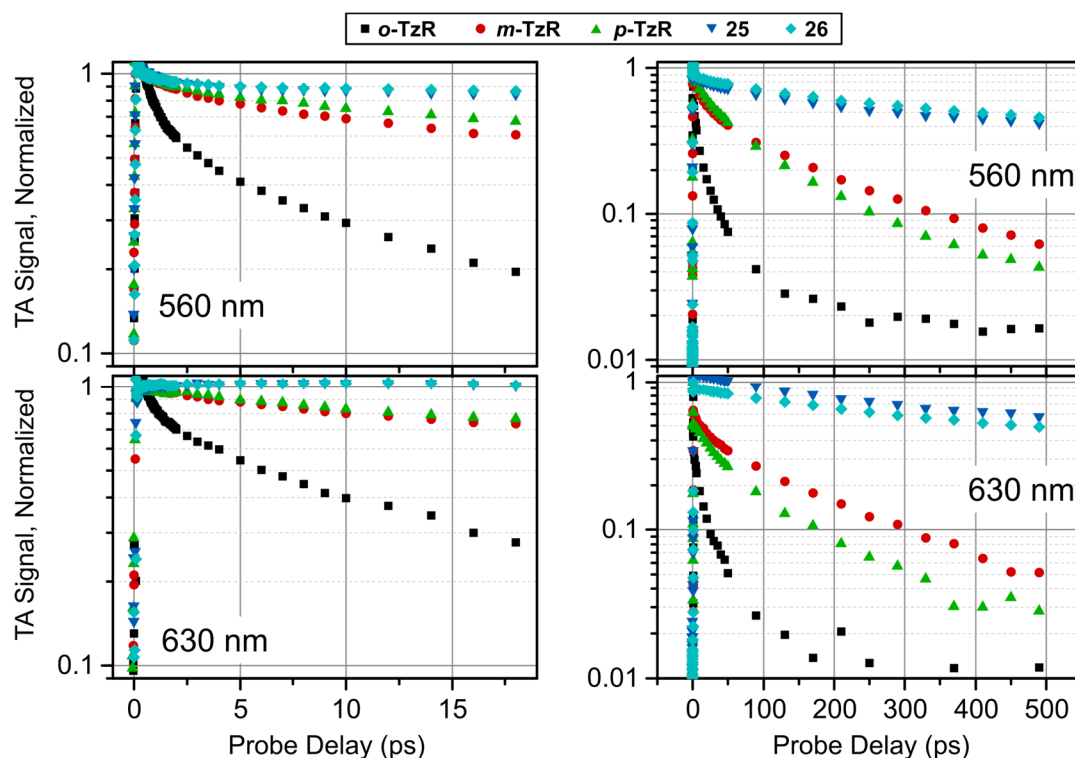 o-TzR m-TzR p-TzR 25 26
TA Signal, Normalized
1
0.1
560 nm
1
0.1
0.01
560 nm
TA Signal, Normalized
1
0.1
630 nm
0 5 10 15
Probe Delay (ps)
1
0.1
0.01
630 nm
0 100 200 300 400 500
Probe Delay (ps)